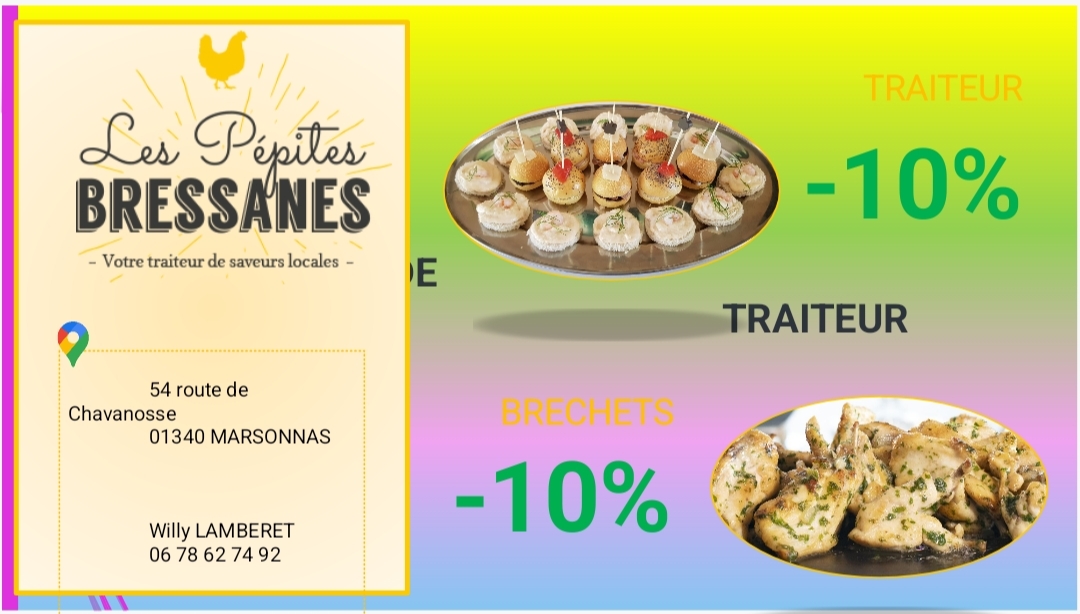 Les Pépites
BRESSANES
- Votre traiteur de saveurs locales -
54 route de
Chavanosse
01340 MARSONNAS
Willy LAMBERET
06 78 62 74 92
TRAITEUR
-10%
TRAITEUR
BRECHETS
-10%